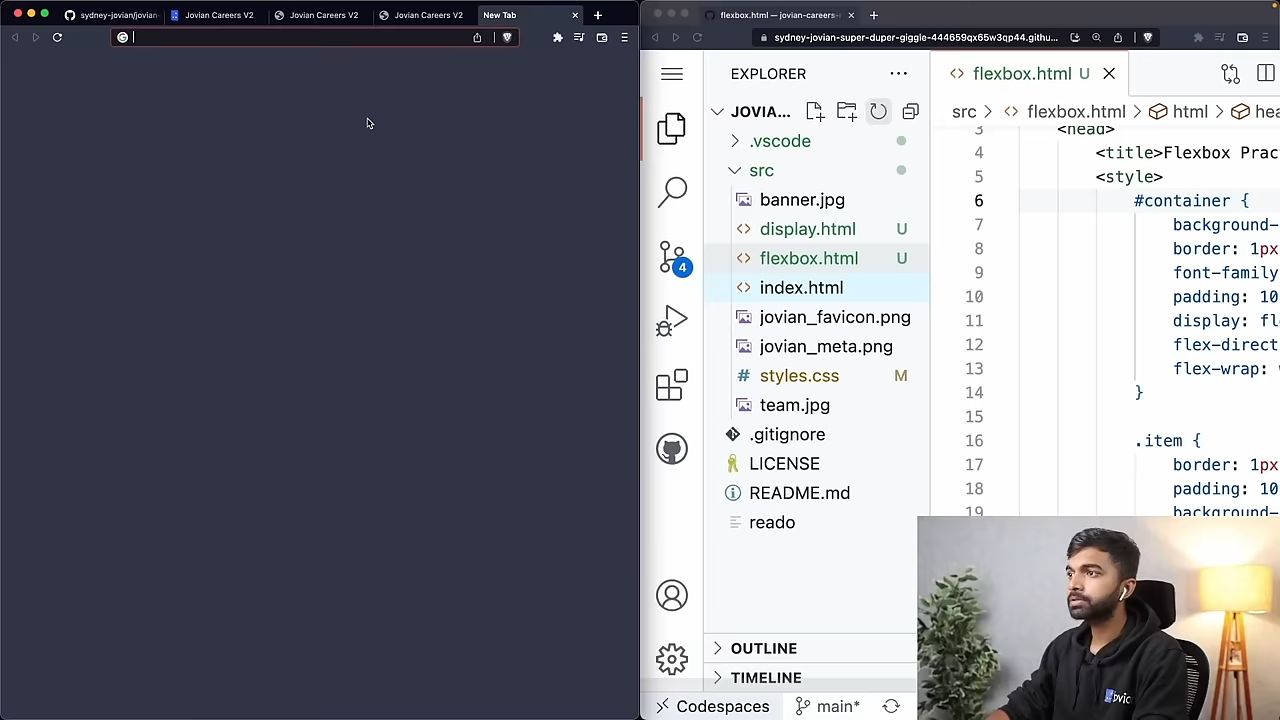 sydney-jovian/jovian-
Jovian Careers V2
Jovian Careers V2
Jovian Careers V2
New Tab
flexbox.html — jovian-careers-
sydney-jovian-super-duper-giggle-444659qx65w3qp44.githu...
EXPLORER
JOVIA...
.vscode
src
banner.jpg
display.html U
flexbox.html U
index.html
jovian_favicon.png
jovian_meta.png
# styles.css M
team.jpg
.gitignore
LICENSE
README.md
reado
OUTLINE
TIMELINE
Codespaces main*
4
flexbox.html U
src > flexbox.html > html >
3 <head>
4 <title>Flexbox Prac
5 <style>
6 #container {
7 background-
8 border: 1px
9 font-family
10 padding: 10
11 display: fl
12 flex-direct
13 flex-wrap:
14 }
15
16 .item {
17 border: 1px
18 padding: 10
19 background-